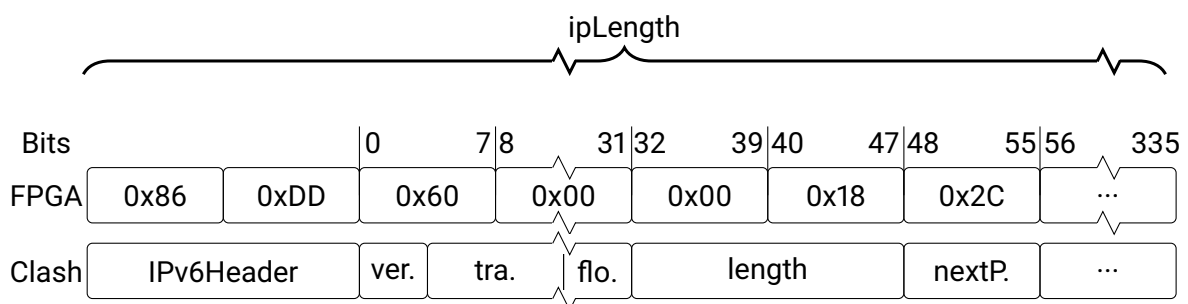 ipLength
Bits 0 7 8 31 32 39 40 47 48 55 56 335
FPGA 0x86 0xDD 0x60 0x00 0x00 0x18 0x2C ...
Clash IPv6Header ver. tra. flo. length nextP. ...